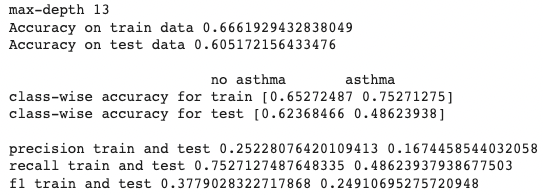 max-depth 13
Accuracy on train data 0.6661929432838049
Accuracy on test data 0.605172156433476
no asthma asthma
class-wise accuracy for train [0.65272487 0.75271275]
class-wise accuracy for test [0.62368466 0.48623938]
precision train and test 0.25228076420109413 0.1674458544032058
recall train and test 0.7527127487648335 0.48623937938677503
f1 train and test 0.3779028322717868 0.24910695275720948